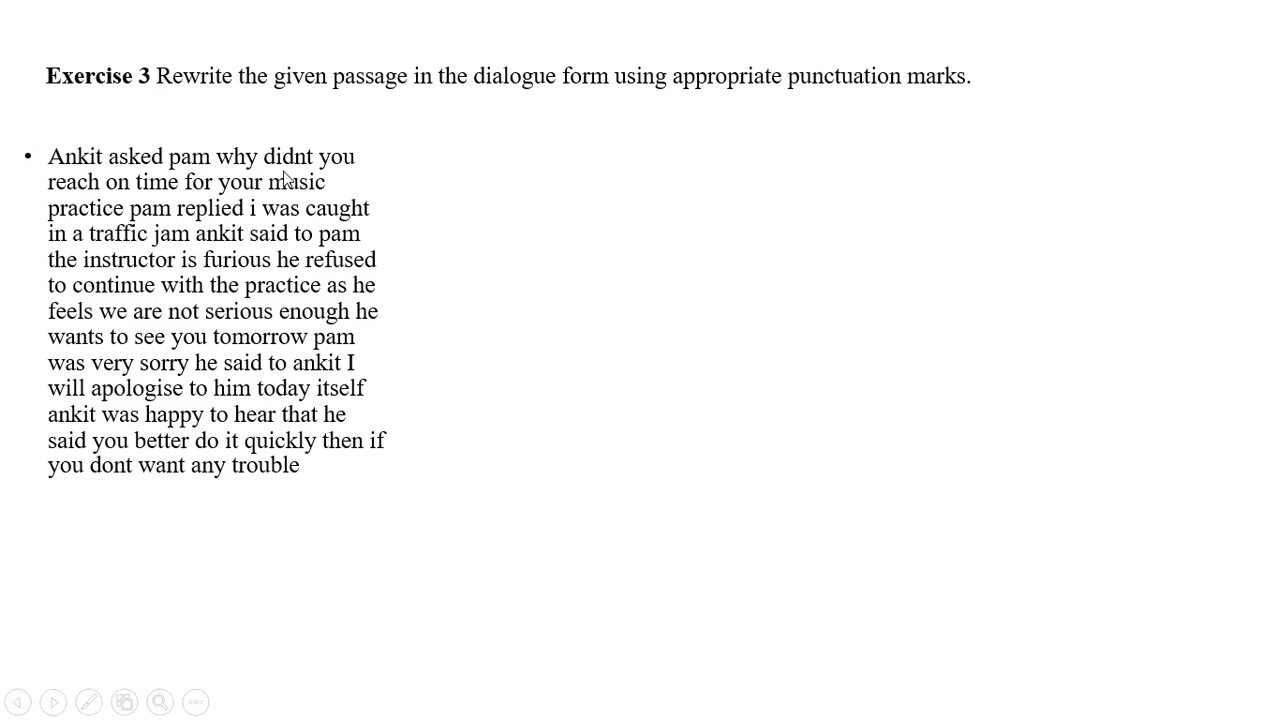 Exercise 3 Rewrite the given passage in the dialogue form using appropriate punctuation marks.
• Ankit asked pam why didnt you
reach on time for your music
practice pam replied i was caught
in a traffic jam ankit said to pam
the instructor is furious he refused
to continue with the practice as he
feels we are not serious enough he
wants to see you tomorrow pam
was very sorry he said to ankit I
will apologise to him today itself
ankit was happy to hear that he
said you better do it quickly then if
you dont want any trouble